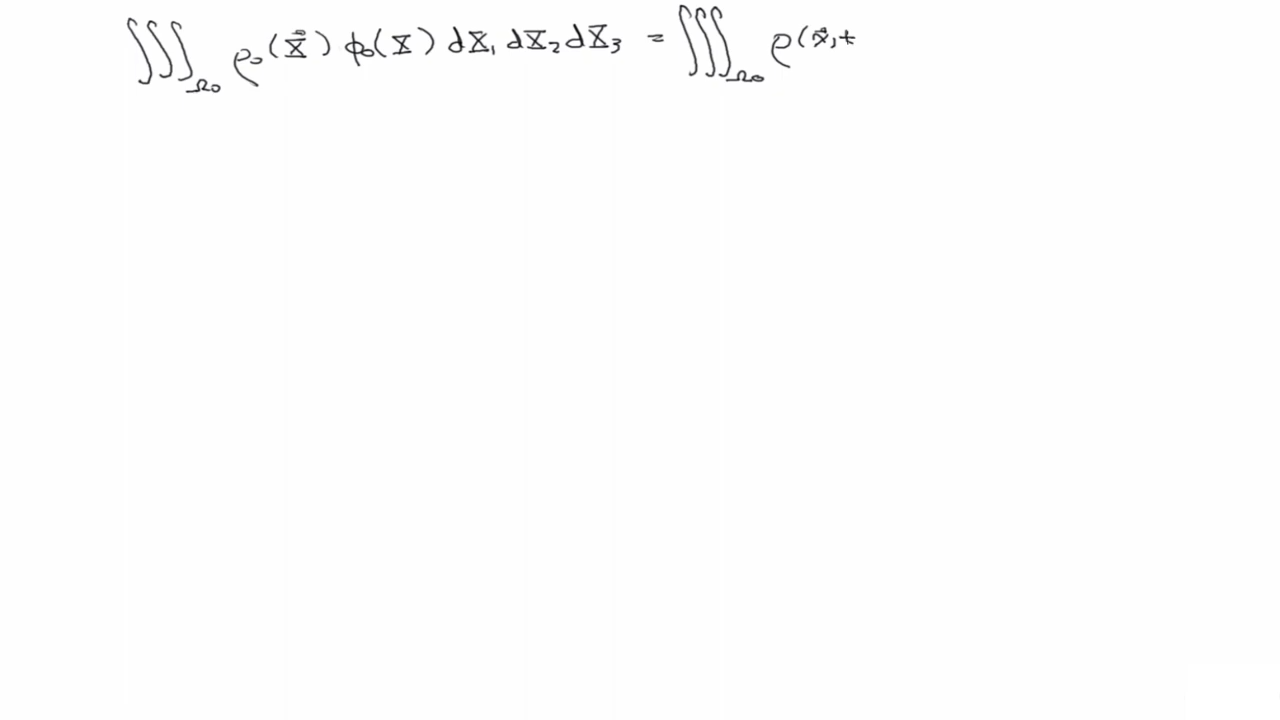 ∭_Ω₀ ρ₀(X⃗) ϕ₀(X) dX₁ dX₂ dX₃ = ∭_Ω₀ ρ(x⃗,t